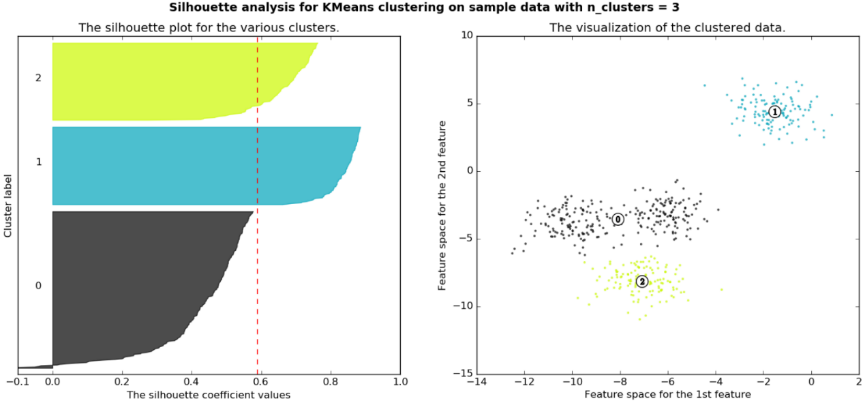 Silhouette analysis for KMeans clustering on sample data with n_clusters = 3
The silhouette plot for the various clusters.
Cluster label
2
1
0
−0.1 0.0 0.2 0.4 0.6 0.8 1.0
The silhouette coefficient values
The visualization of the clustered data.
Feature space for the 2nd feature
10
5
0
−5
−10
−15
1
0
2
−14 −12 −10 −8 −6 −4 −2 0 2
Feature space for the 1st feature